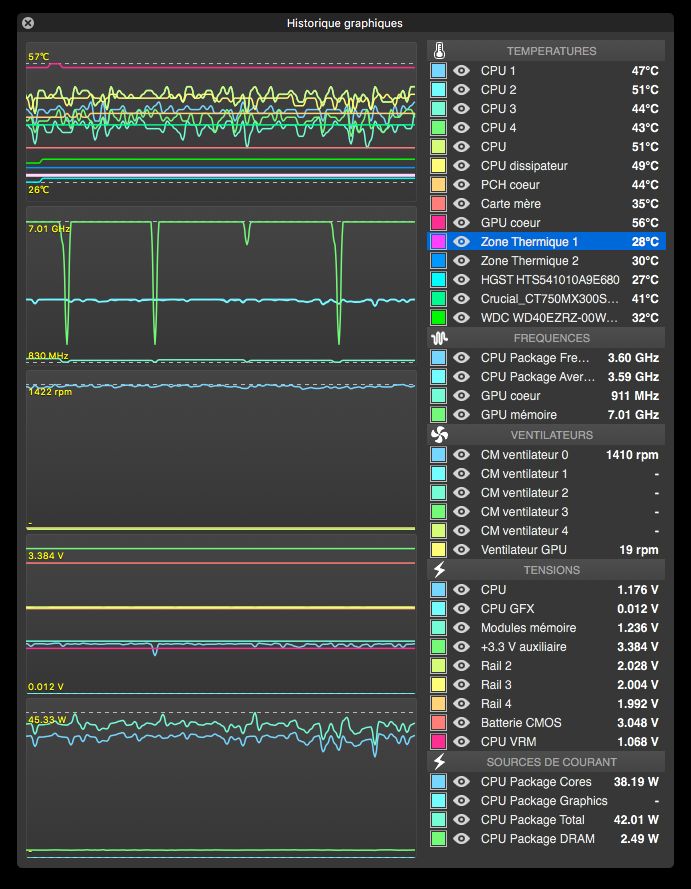 Historique graphiques
57°C
26°C
7.01 GHz
830 MHz
1422 rpm
-
3.384 V
0.012 V
45.33 W
-
TEMPERATURES
CPU 1 47°C
CPU 2 51°C
CPU 3 44°C
CPU 4 43°C
CPU 51°C
CPU dissipateur 49°C
PCH coeur 44°C
Carte mère 35°C
GPU coeur 56°C
Zone Thermique 1 28°C
Zone Thermique 2 30°C
HGST HTS541010A9E680 27°C
Crucial_CT750MX300S... 41°C
WDC WD40EZRZ-00W... 32°C
FREQUENCES
CPU Package Fre... 3.60 GHz
CPU Package Aver... 3.59 GHz
GPU coeur 911 MHz
GPU mémoire 7.01 GHz
VENTILATEURS
CM ventilateur 0 1410 rpm
CM ventilateur 1 -
CM ventilateur 2 -
CM ventilateur 3 -
CM ventilateur 4 -
Ventilateur GPU 19 rpm
TENSIONS
CPU 1.176 V
CPU GFX 0.012 V
Modules mémoire 1.236 V
+3.3 V auxiliaire 3.384 V
Rail 2 2.028 V
Rail 3 2.004 V
Rail 4 1.992 V
Batterie CMOS 3.048 V
CPU VRM 1.068 V
SOURCES DE COURANT
CPU Package Cores 38.19 W
CPU Package Graphics -
CPU Package Total 42.01 W
CPU Package DRAM 2.49 W